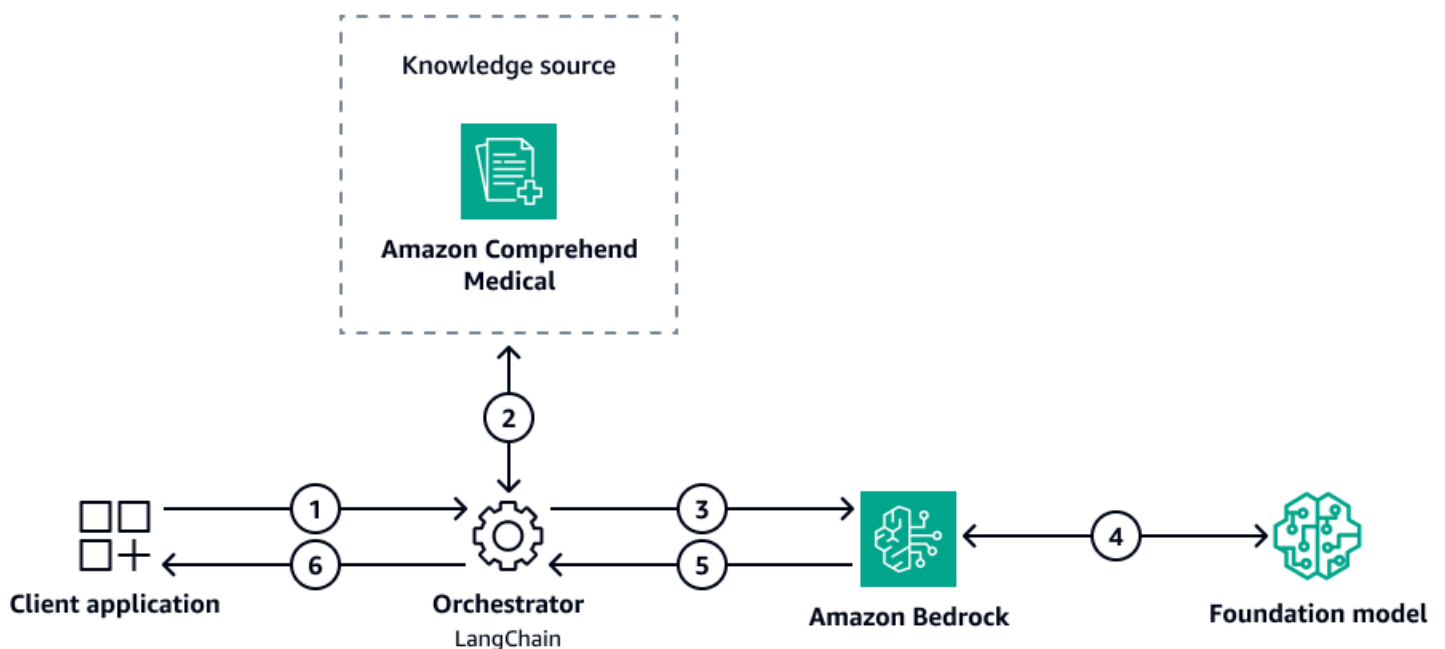 Knowledge source
Amazon Comprehend
Medical
2
1
3
4
6
5
Client application
Orchestrator
LangChain
Amazon Bedrock
Foundation model